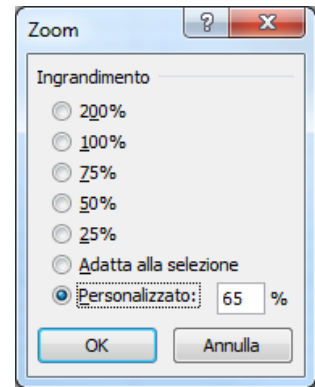 Zoom
Ingrandimento
200%
100%
75%
50%
25%
Adatta alla selezione
Personalizzato: 65 %
OK Annulla